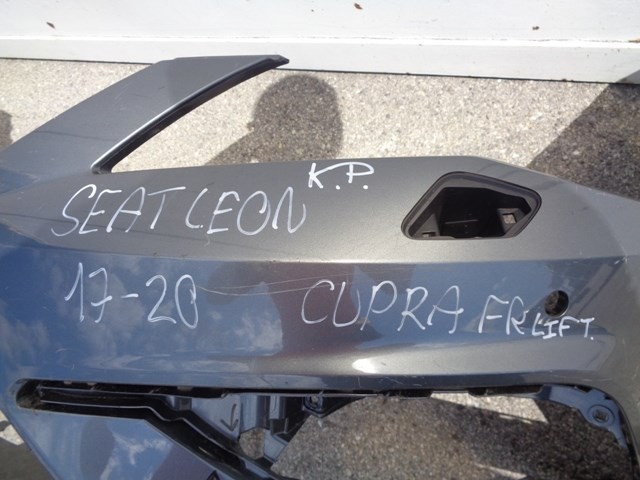 SEAT LEON K.P.
17-20 CUPRA FR LIFT.